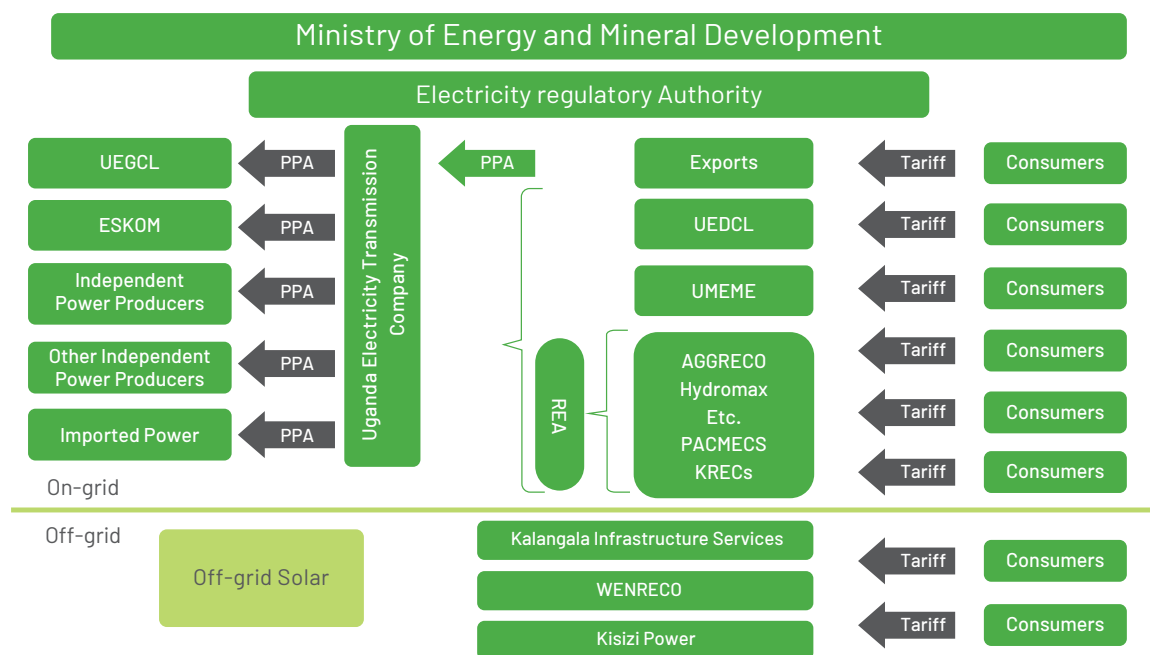 Ministry of Energy and Mineral Development
Electricity regulatory Authority
UEGCL
PPA
Uganda Electricity Transmission
Company
PPA
Exports
Tariff
Consumers
ESKOM
PPA
UEDCL
Tariff
Consumers
Independent
Power Producers
PPA
UMEME
Tariff
Consumers
Other Independent
Power Producers
PPA
REA
AGGRECO
Hydromax
Etc.
PACMECS
KRECs
Tariff
Consumers
Tariff
Consumers
Imported Power
PPA
Tariff
Consumers
On-grid
Off-grid
Off-grid Solar
Kalangala Infrastructure Services
WENRECO
Kisizi Power
Tariff
Consumers
Tariff
Consumers